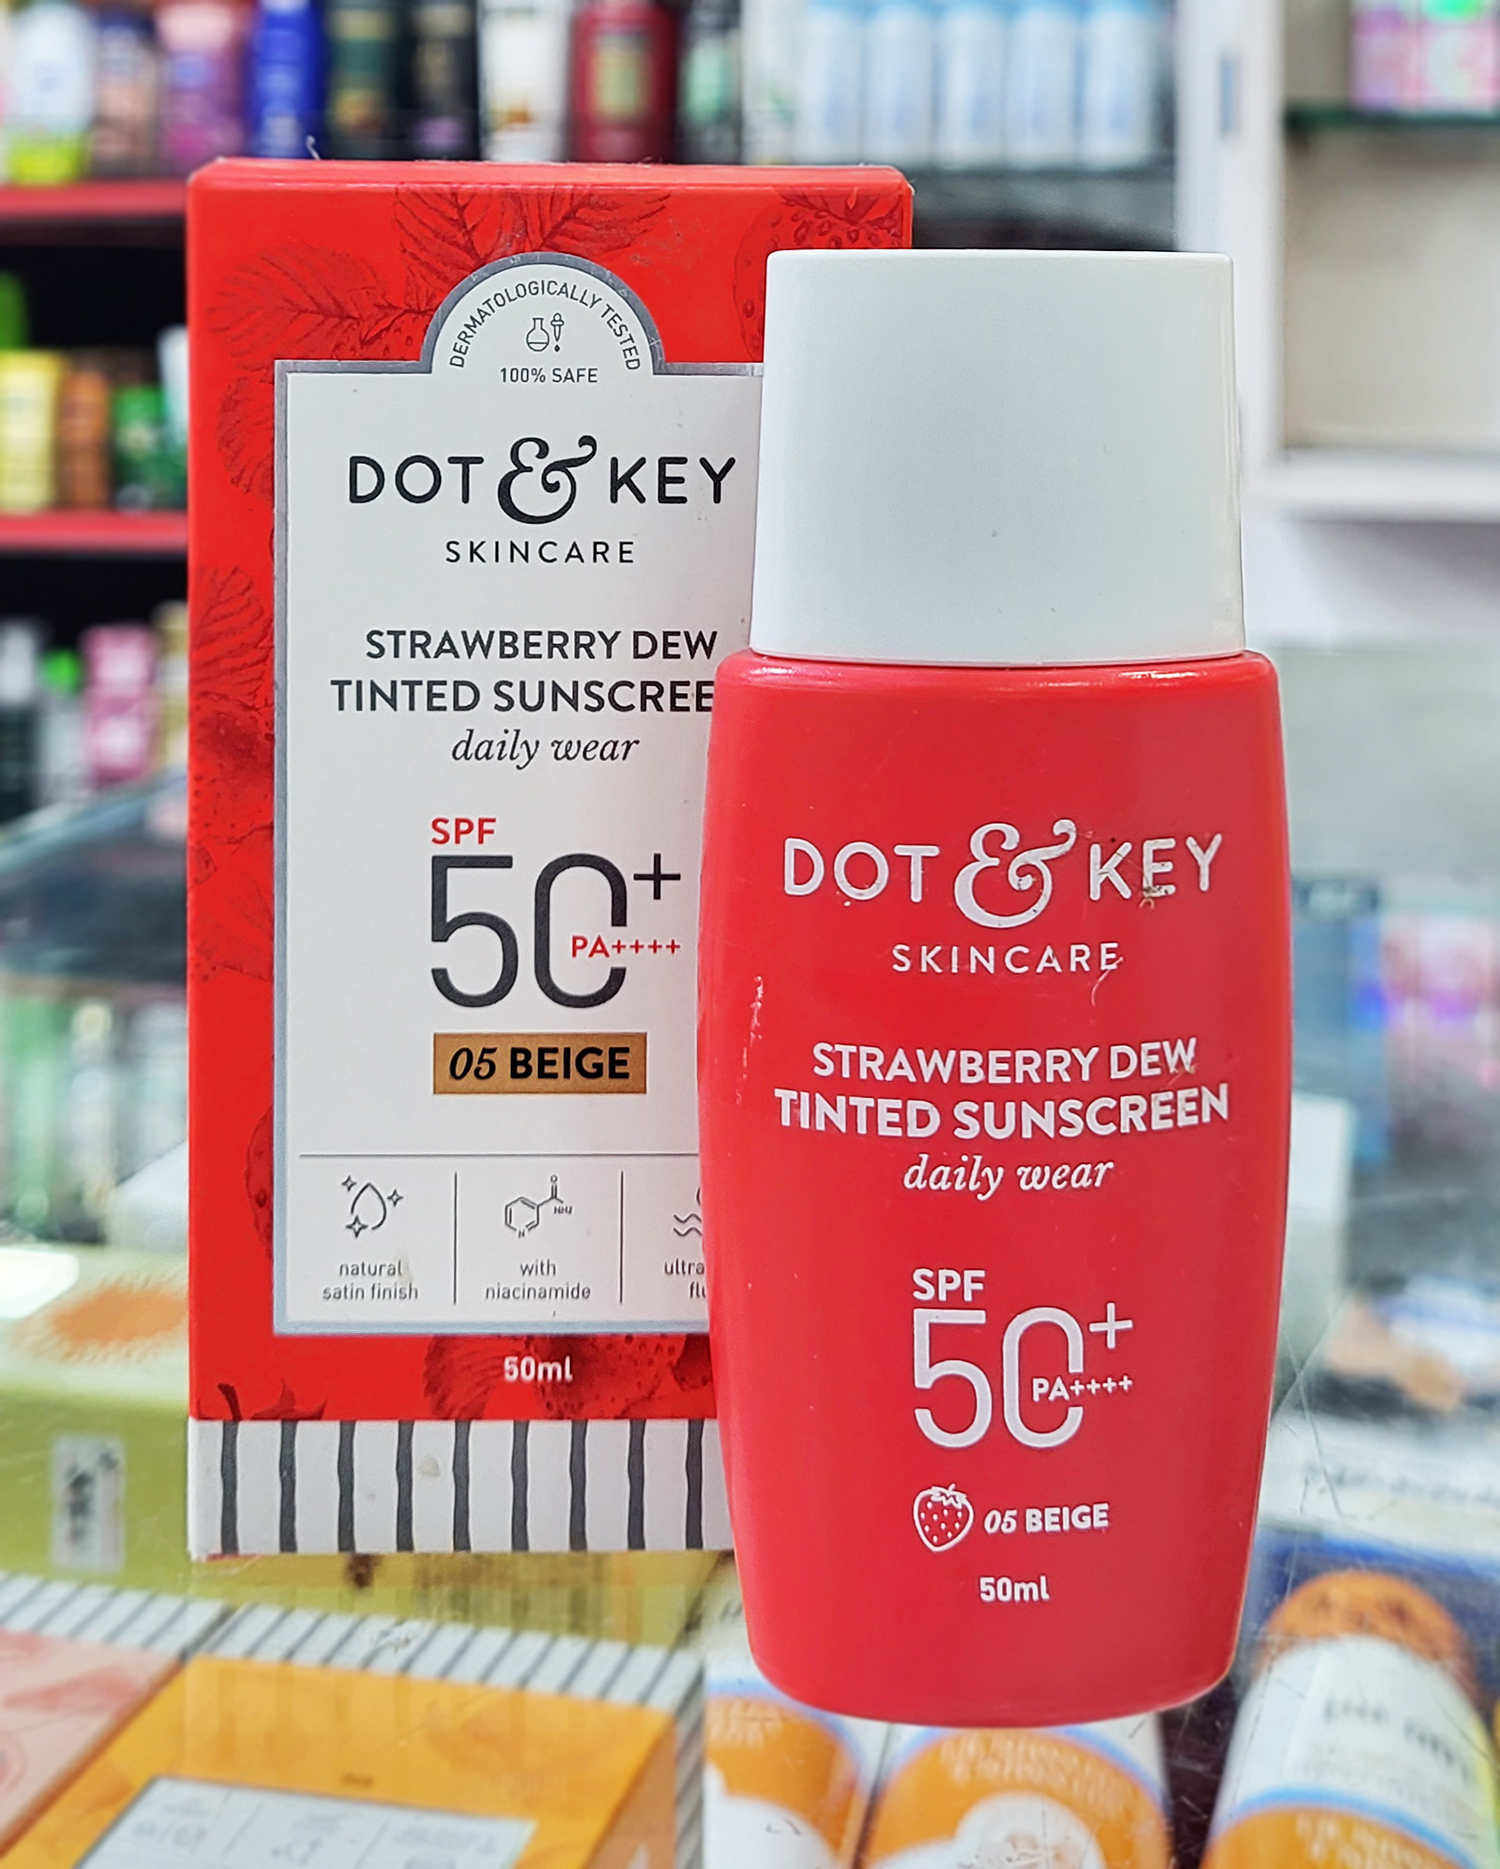 DERMATOLOGICALLY TESTED
100% SAFE
DOT & KEY
SKINCARE
STRAWBERRY DEW
TINTED SUNSCREE
daily wear
SPF
50+
PA++++
05 BEIGE
natural
satin finish
with
niacinamide
ultra
flu
50ml
DOT & KEY
SKINCARE
STRAWBERRY DEW
TINTED SUNSCREEN
daily wear
SPF
50+
PA++++
05 BEIGE
50ml